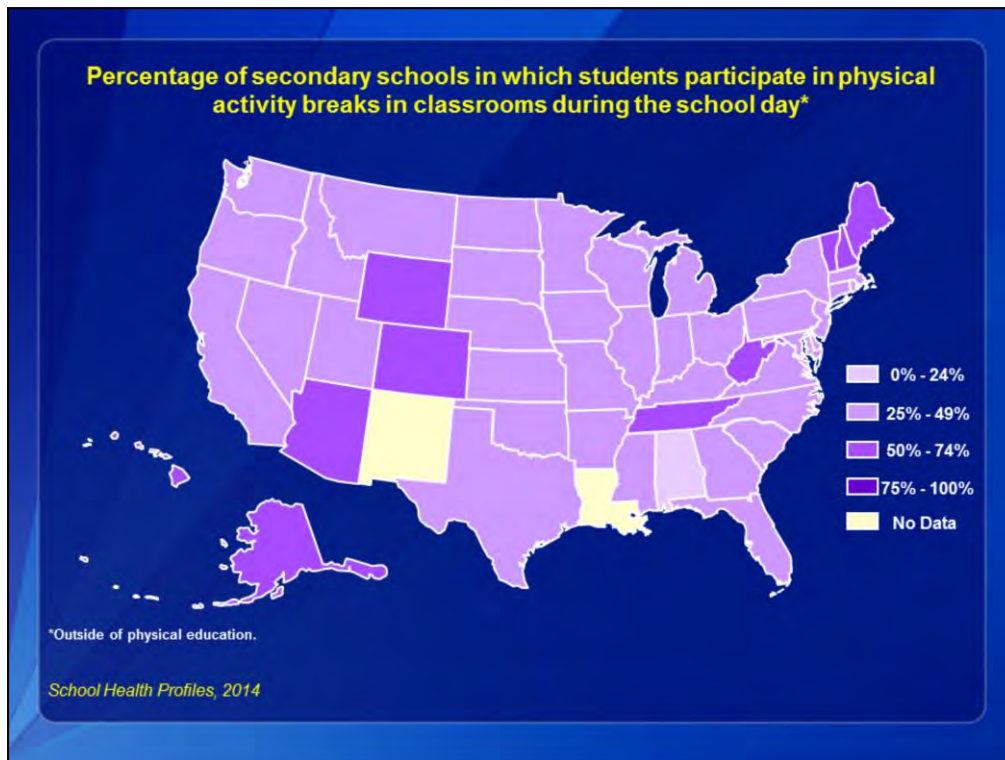 Percentage of secondary schools in which students participate in physical
activity breaks in classrooms during the school day*
0% - 24%
25% - 49%
50% - 74%
75% - 100%
No Data
*Outside of physical education.
School Health Profiles, 2014